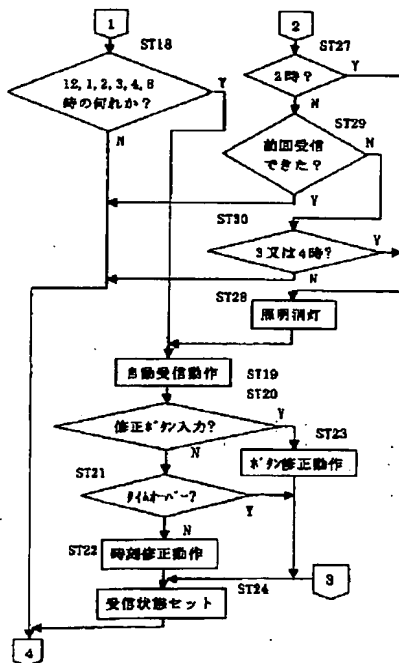 1
ST18
2
ST27
12,1,2,3,4,8
時の何れか?
Y
N
2時?
Y
N
ST29
前回受信
できた?
N
Y
ST30
3又は4時?
Y
N
ST28
照明消灯
自動受信動作
ST19
ST20
修正ボタン入力?
Y
N
ST23
ボタン修正動作
ST21
タイムオーバー?
Y
N
ST22
時刻修正動作
3
ST24
受信状態セット
4